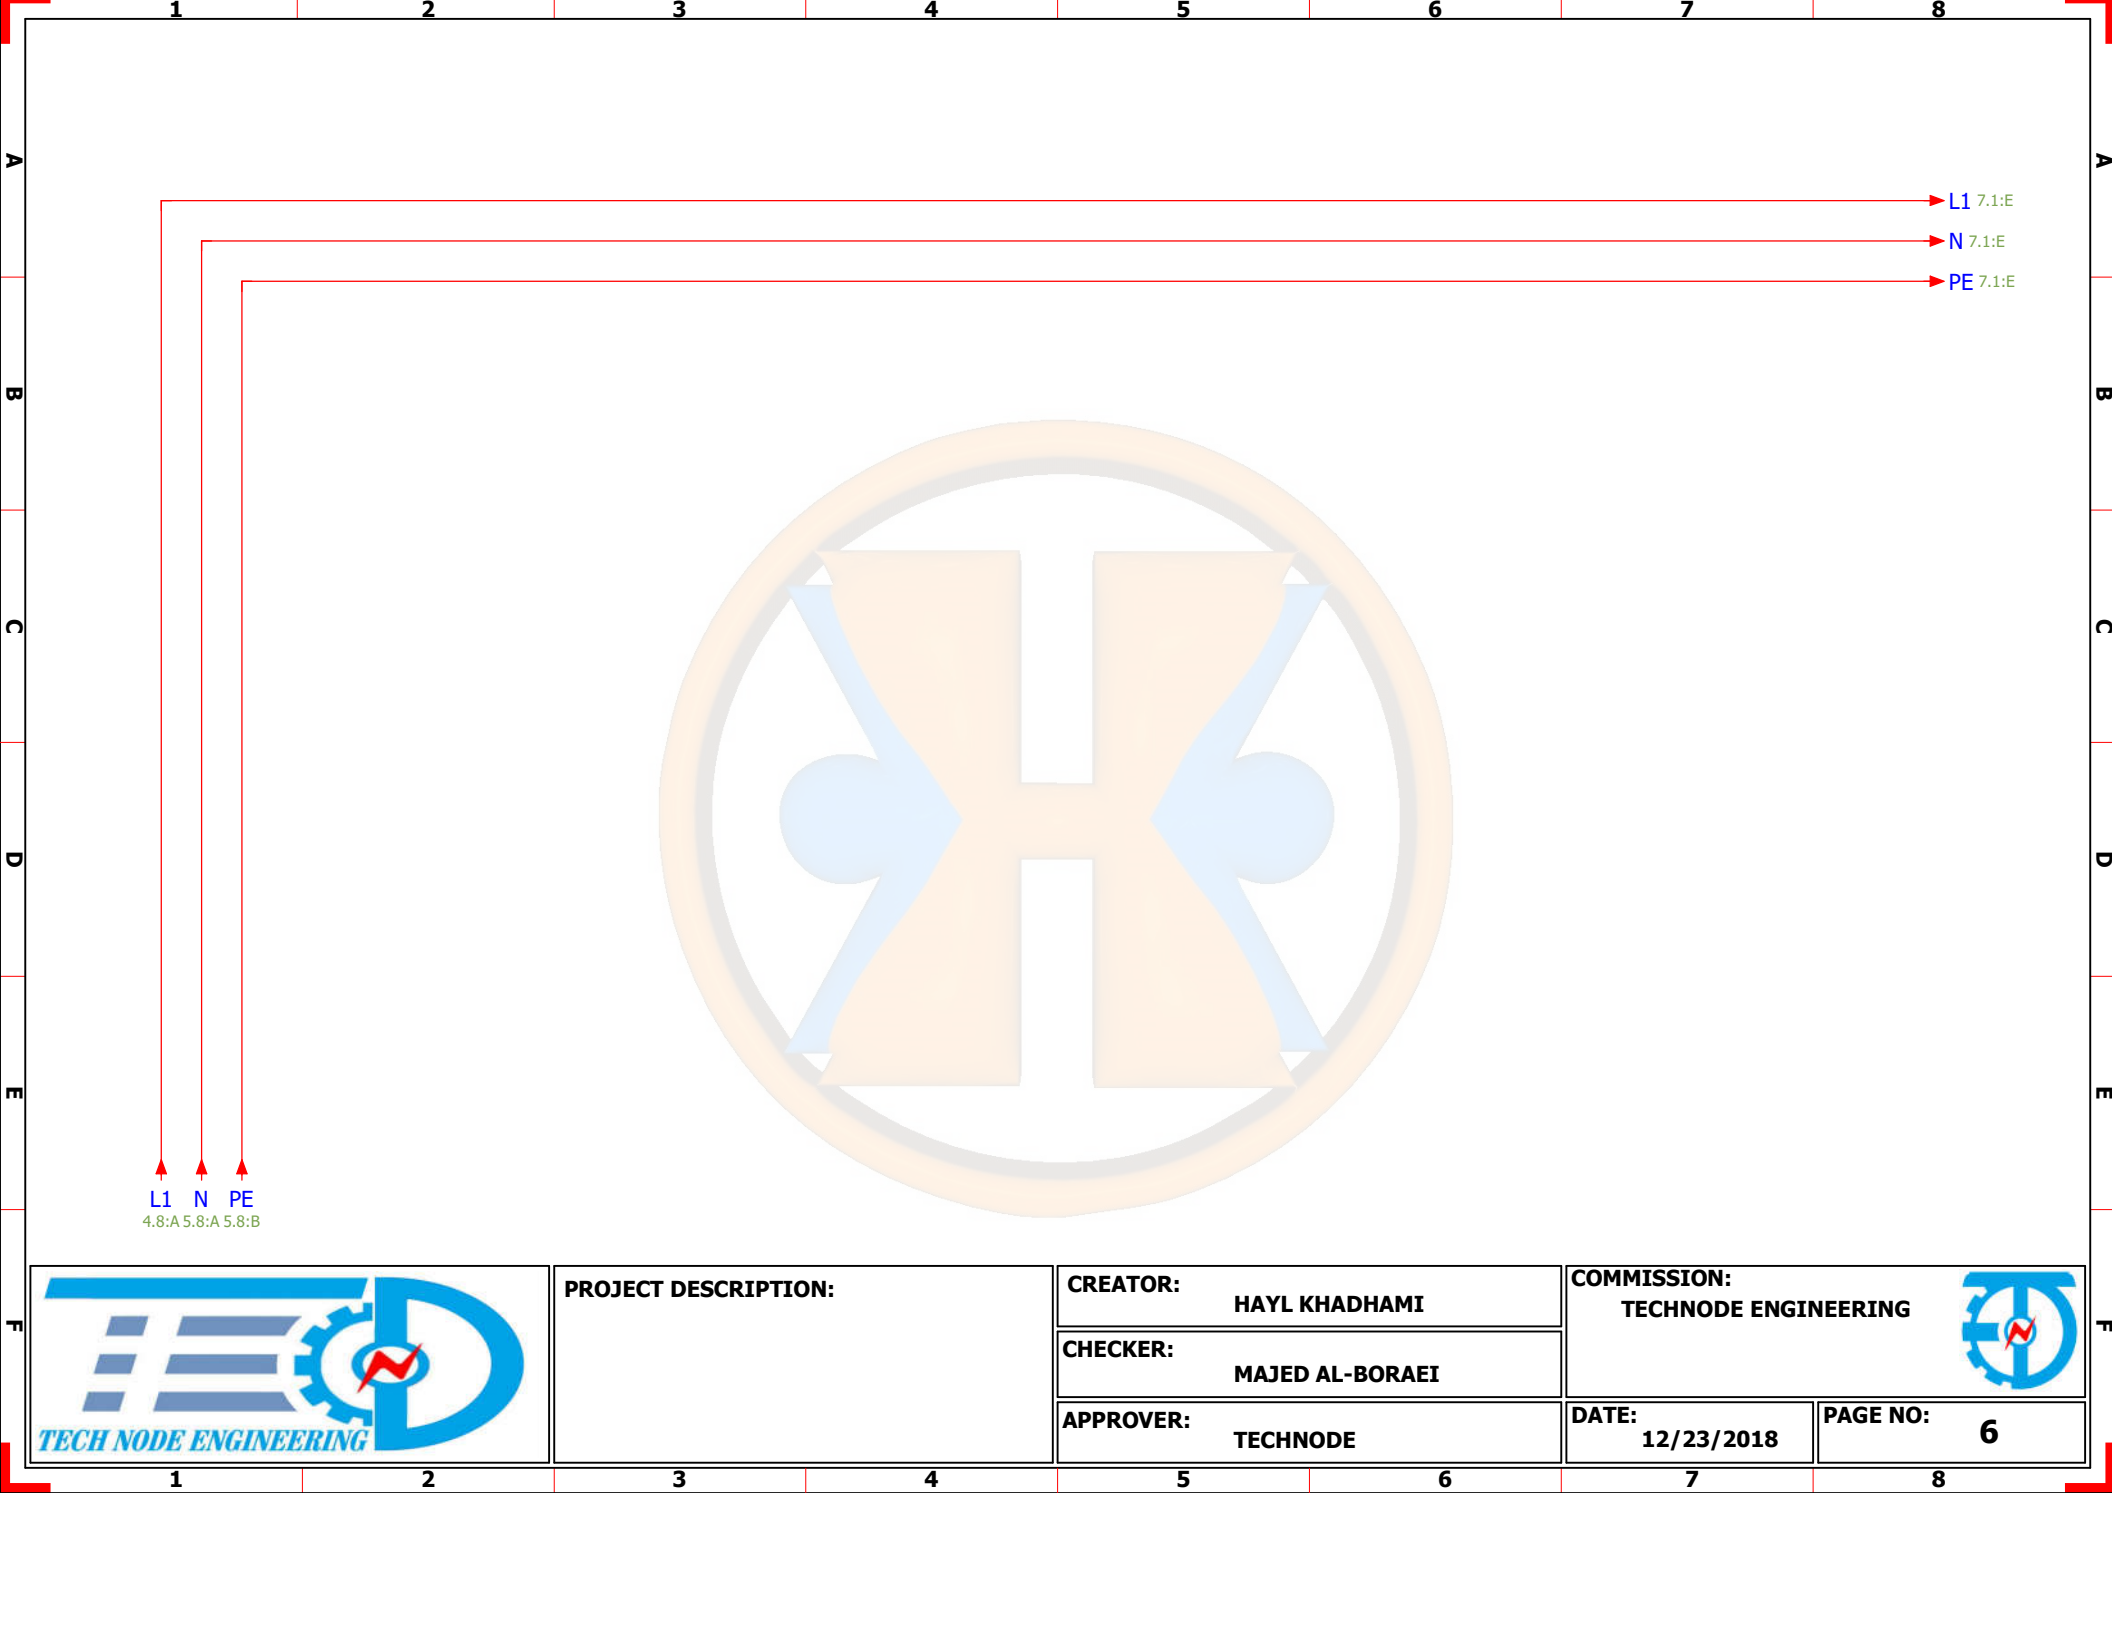 1 2 3 4 5 6 7 8
A A
L1 7.1:E
N 7.1:E
PE 7.1:E
B B
C C
D D
E E
L1 N PE
4.8:A 5.8:A 5.8:B
F F
TECH NODE ENGINEERING
PROJECT DESCRIPTION:
CREATOR:
HAYL KHADHAMI
CHECKER:
MAJED AL-BORAEI
APPROVER:
TECHNODE
COMMISSION:
TECHNODE ENGINEERING
DATE:
12/23/2018
PAGE NO:
6
1 2 3 4 5 6 7 8